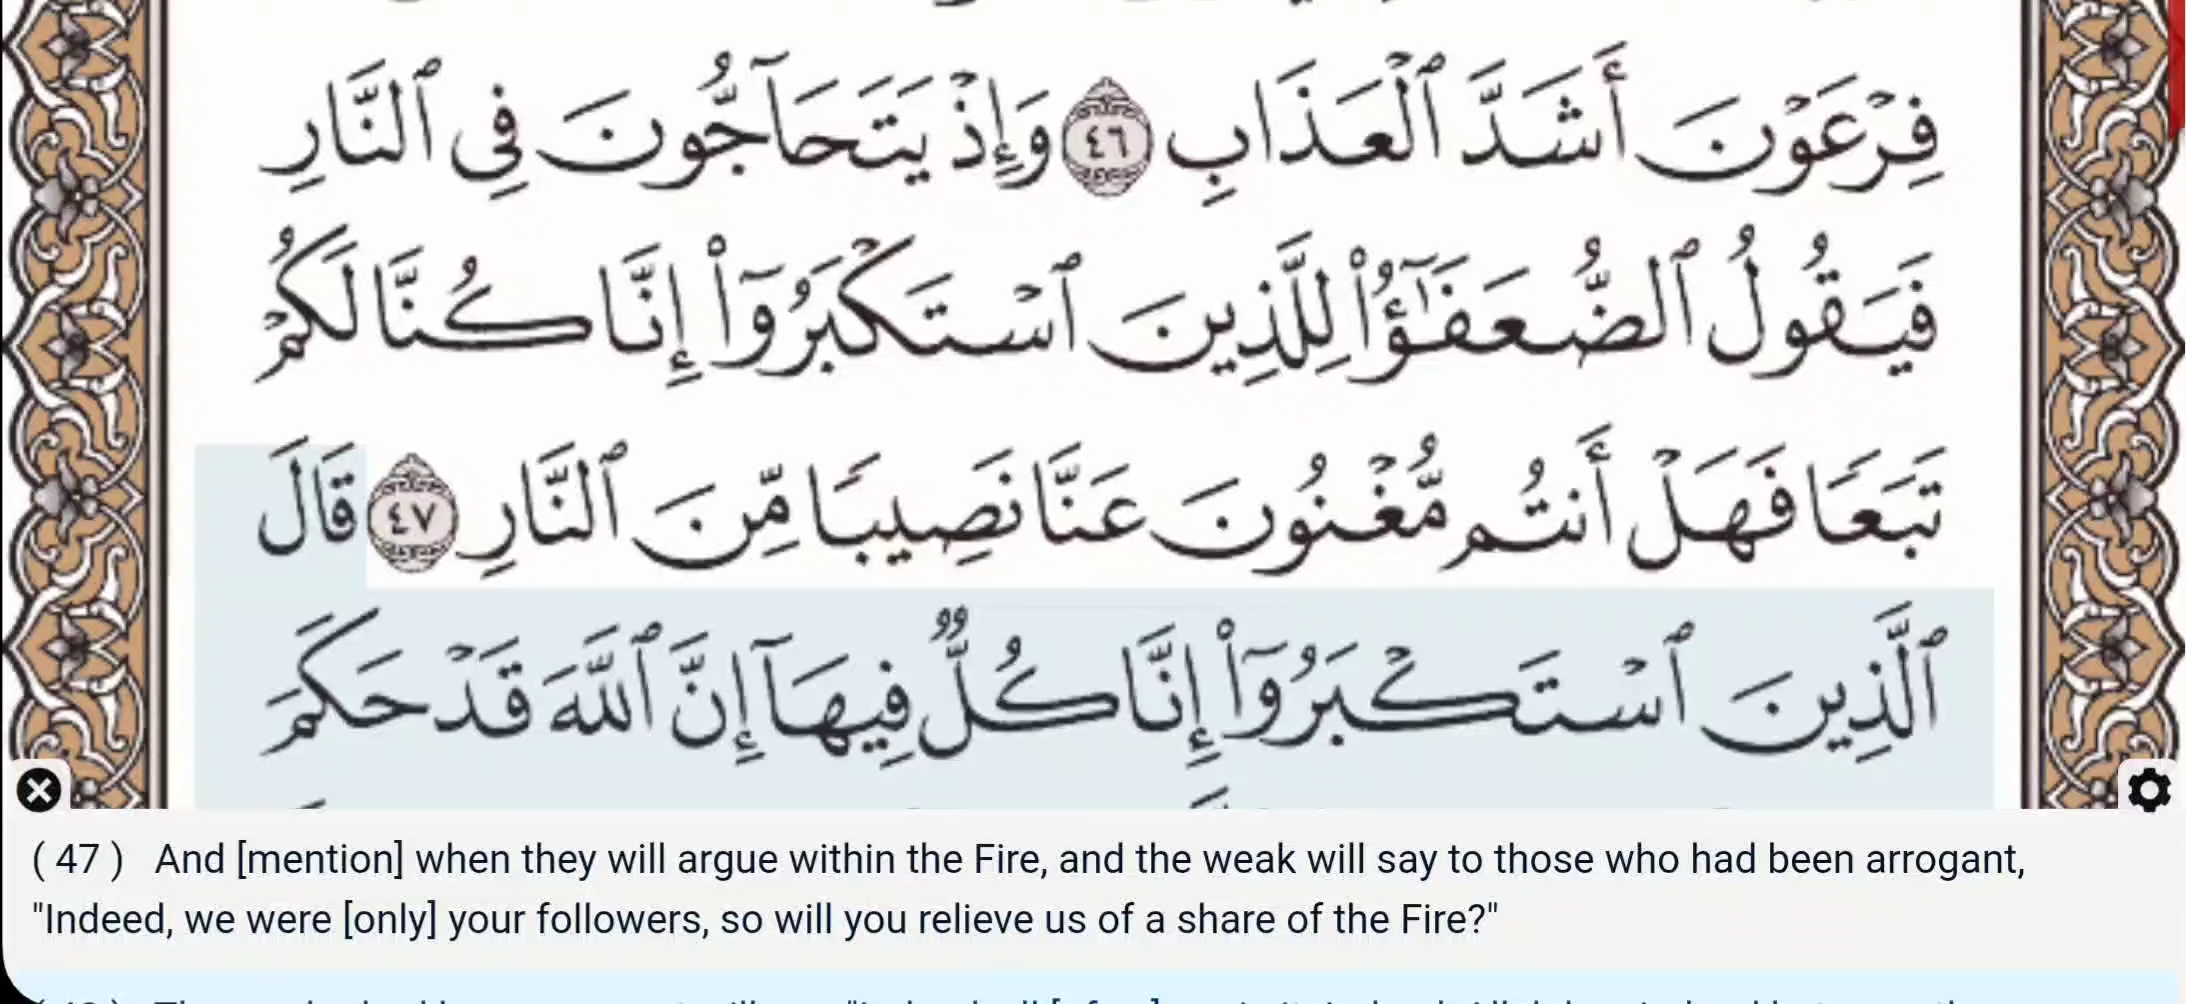 فِرْعَوْنَ أَشَدَّ ٱلْعَذَابِ ٤٦ وَإِذْ يَتَحَآجُّونَ فِى ٱلنَّارِ
فَيَقُولُ ٱلضُّعَفَـٰٓؤُا۟ لِلَّذِينَ ٱسْتَكْبَرُوٓا۟ إِنَّا كُنَّا لَكُمْ
تَبَعًا فَهَلْ أَنتُم مُّغْنُونَ عَنَّا نَصِيبًا مِّنَ ٱلنَّارِ ٤٧ قَالَ
ٱلَّذِينَ ٱسْتَكْبَرُوٓا۟ إِنَّا كُلٌّ فِيهَآ إِنَّ ٱللَّهَ قَدْ حَكَمَ
( 47 ) And [mention] when they will argue within the Fire, and the weak will say to those who had been arrogant,
"Indeed, we were [only] your followers, so will you relieve us of a share of the Fire?"